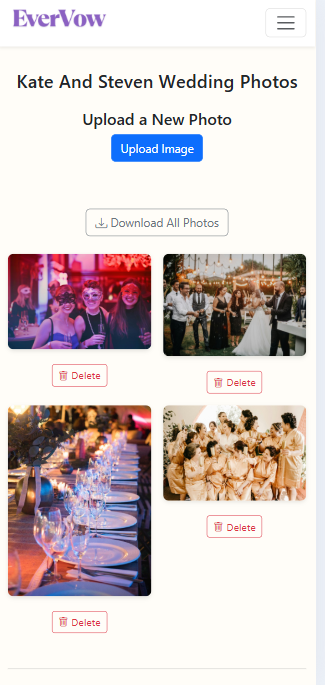 EverVow
Kate And Steven Wedding Photos
Upload a New Photo
Upload Image
Download All Photos
Delete
Delete
Delete
Delete